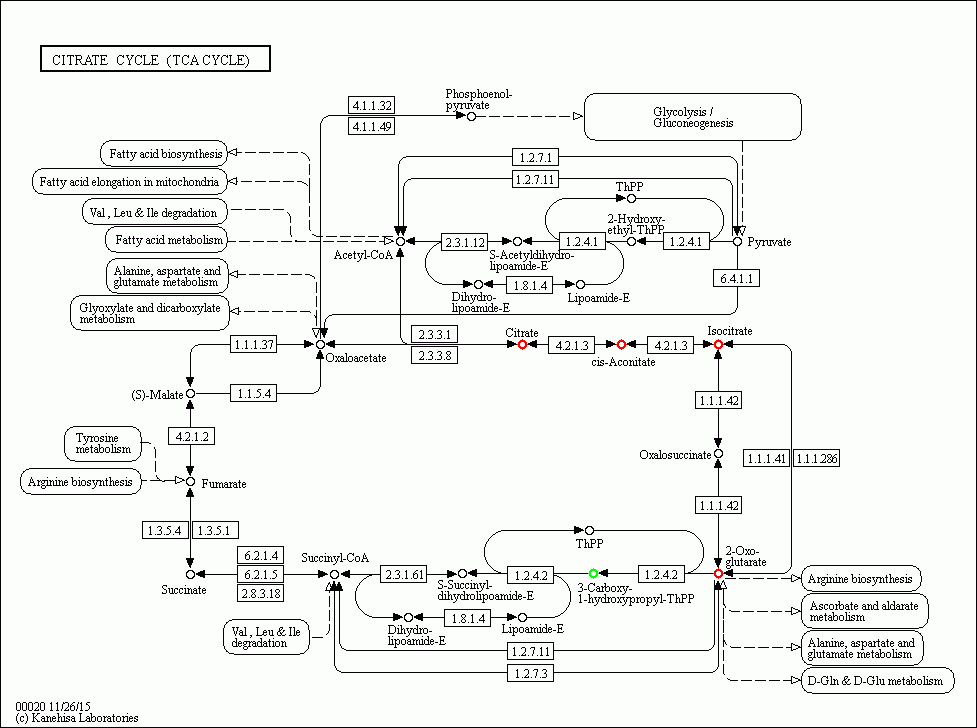 CITRATE CYCLE (TCA CYCLE)
Phosphoenol-
pyruvate
4.1.1.32
4.1.1.49
Glycolysis /
Gluconeogenesis
Fatty acid biosynthesis
Fatty acid elongation in mitochondria
Val , Leu & Ile degradation
Fatty acid metabolism
Alanine, aspartate and
glutamate metabolism
Glyoxylate and dicarboxylate
metabolism
1.2.7.1
1.2.7.11
ThPP
2-Hydroxy-
ethyl-ThPP
Acetyl-CoA
2.3.1.12
S-Acetyldihydro-
lipoamide-E
1.2.4.1
1.2.4.1
Pyruvate
Dihydro-
lipoamide-E
1.8.1.4
Lipoamide-E
6.4.1.1
1.1.1.37
Oxaloacetate
2.3.3.1
2.3.3.8
Citrate
4.2.1.3
cis-Aconitate
4.2.1.3
Isocitrate
(S)-Malate
1.1.5.4
1.1.1.42
4.2.1.2
Tyrosine
metabolism
Arginine biosynthesis
Fumarate
Oxalosuccinate
1.1.1.41
1.1.1.286
1.1.1.42
1.3.5.4
1.3.5.1
Succinate
6.2.1.4
6.2.1.5
2.8.3.18
Succinyl-CoA
2.3.1.61
S-Succinyl-
dihydrolipoamide-E
ThPP
1.2.4.2
3-Carboxy-
1-hydroxypropyl-ThPP
1.2.4.2
2-Oxo-
glutarate
Dihydro-
lipoamide-E
1.8.1.4
Lipoamide-E
Val , Leu & Ile
degradation
1.2.7.11
1.2.7.3
Arginine biosynthesis
Ascorbate and aldarate
metabolism
Alanine, aspartate and
glutamate metabolism
D-Gln & D-Glu metabolism
00020 11/26/15
(c) Kanehisa Laboratories